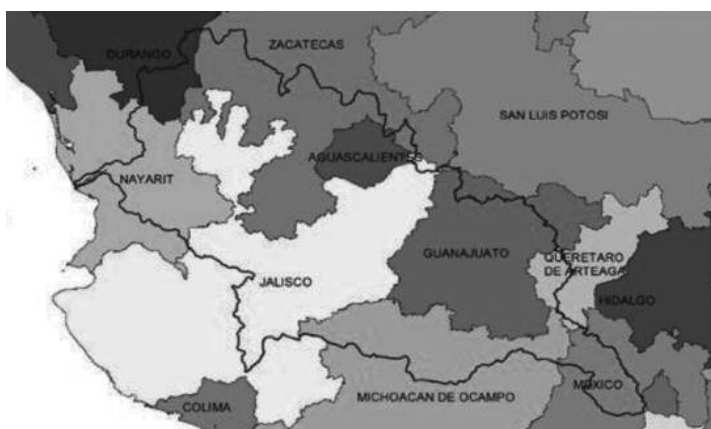 ZACATECAS
DURANGO
SAN LUIS POTOSI
AGUASCALIENTES
NAYARIT
GUANAJUATO
QUERETARO
DE ARTEAGA
JALISCO
HIDALGO
MEXICO
MICHOACAN DE OCAMPO
COLIMA